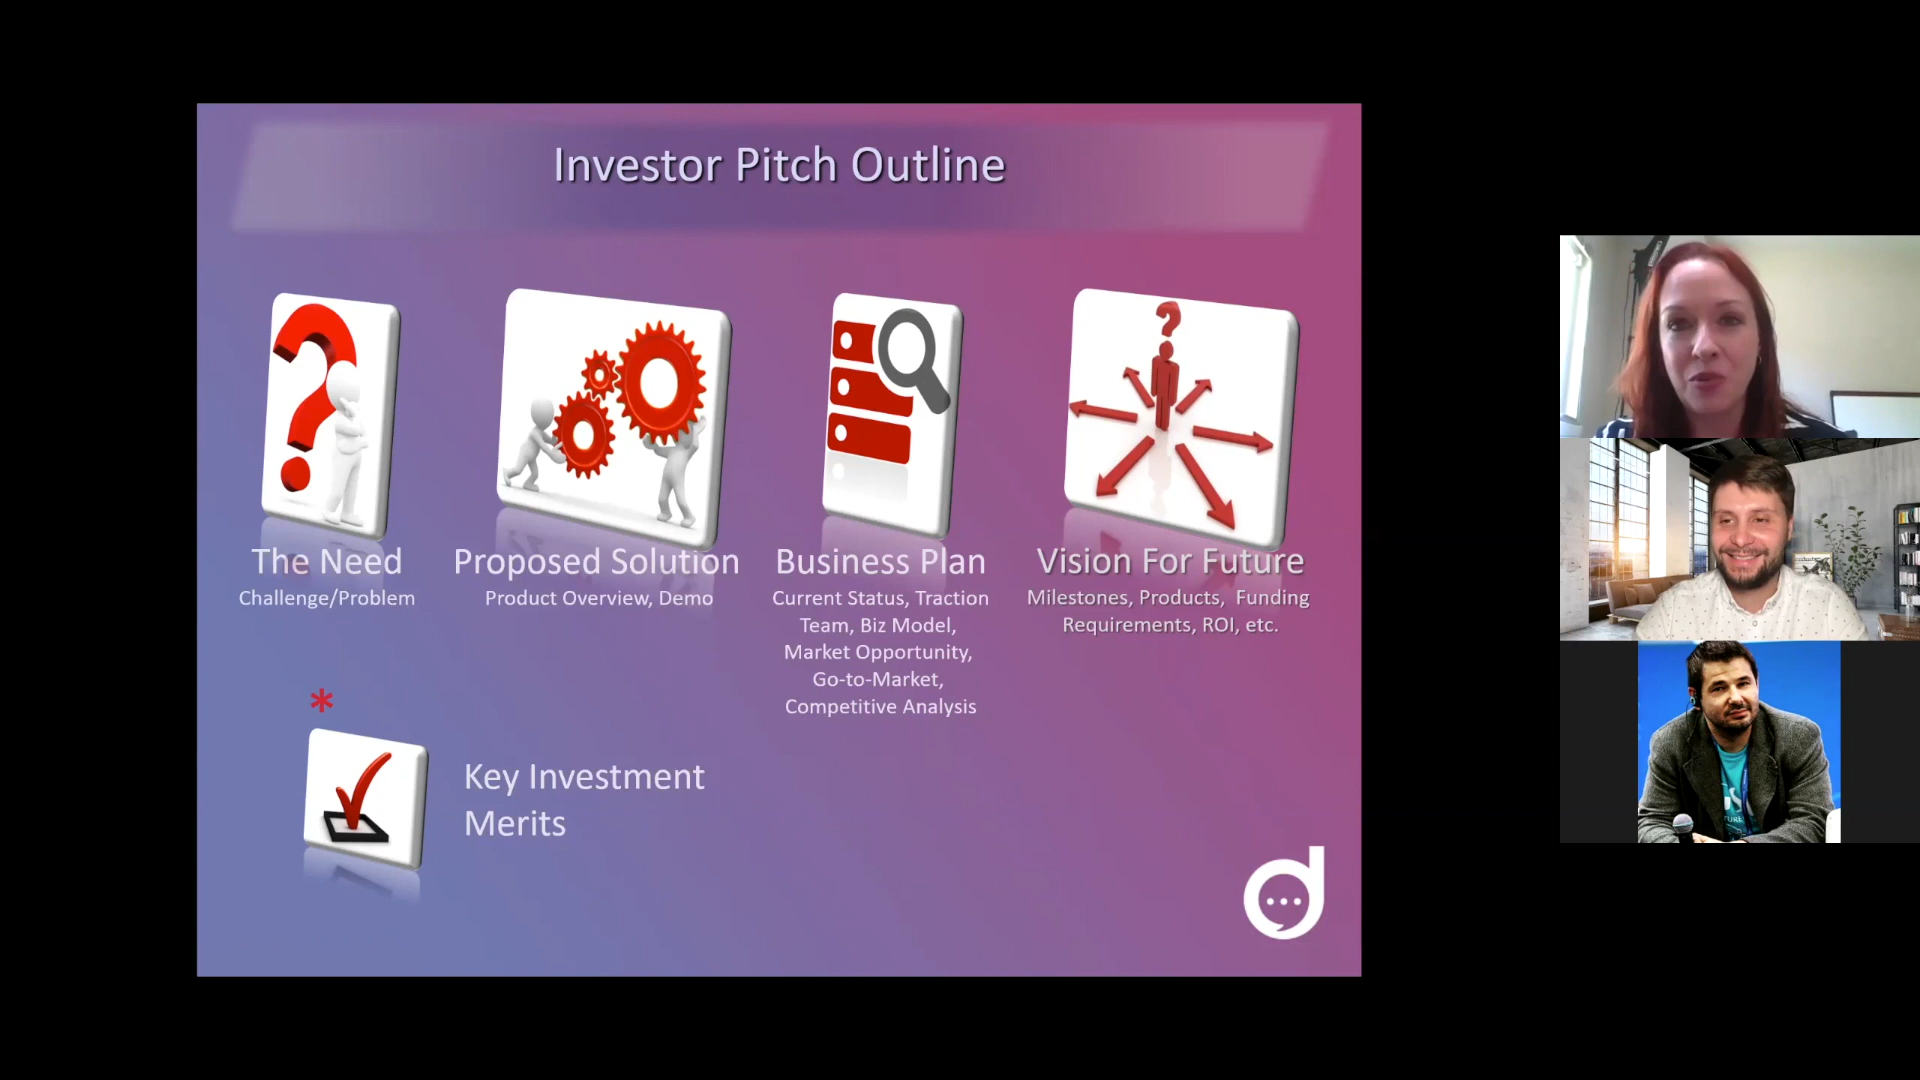 Investor Pitch Outline
The Need
Challenge/Problem
Proposed Solution
Product Overview, Demo
Business Plan
Current Status, Traction
Team, Biz Model,
Market Opportunity,
Go-to-Market,
Competitive Analysis
Vision For Future
Milestones, Products, Funding
Requirements, ROI, etc.
*
Key Investment
Merits